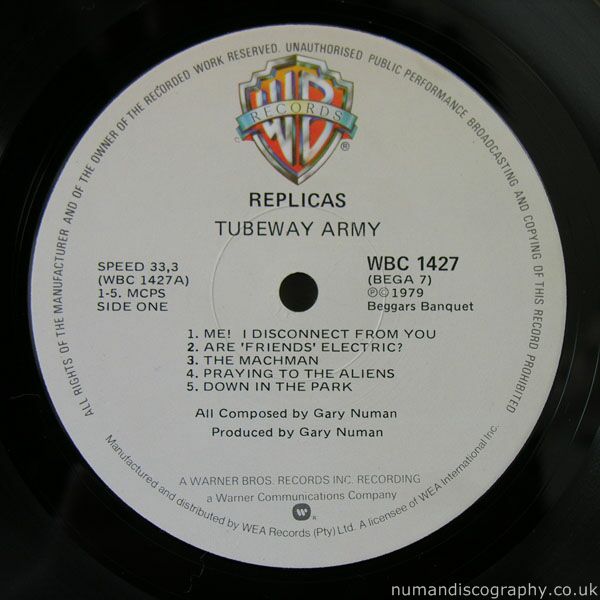 ALL RIGHTS OF THE MANUFACTURER AND OF THE OWNER OF THE RECORDED WORK RESERVED. UNAUTHORISED PUBLIC PERFORMANCE BROADCASTING AND COPYING OF THIS RECORD PROHIBITED
WB
RECORDS
®
REPLICAS
TUBEWAY ARMY
SPEED 33,3
(WBC 1427A)
1-5. MCPS
SIDE ONE
WBC 1427
(BEGA 7)
℗©1979
Beggars Banquet
1. ME! I DISCONNECT FROM YOU
2. ARE 'FRIENDS' ELECTRIC?
3. THE MACHMAN
4. PRAYING TO THE ALIENS
5. DOWN IN THE PARK
All Composed by Gary Numan
Produced by Gary Numan
A WARNER BROS. RECORDS INC. RECORDING
a Warner Communications Company
Manufactured and distributed by WEA Records (Pty) Ltd. A licensee of WEA International Inc.
numandiscography.co.uk